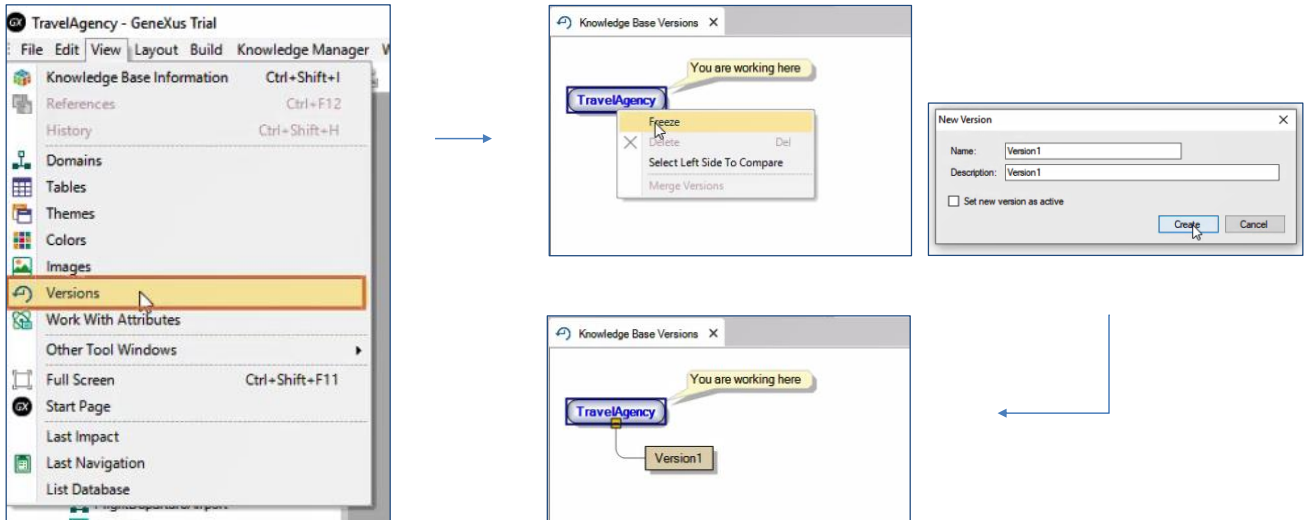 TravelAgency - GeneXus Trial
File Edit View Layout Build Knowledge Manager
Knowledge Base Information Ctrl+Shift+I
References Ctrl+F12
History Ctrl+Shift+H
Domains
Tables
Themes
Colors
Images
Versions
Work With Attributes
Other Tool Windows
Full Screen Ctrl+Shift+F11
Start Page
Last Impact
Last Navigation
List Database
Knowledge Base Versions X
You are working here
TravelAgency
Freeze
Delete Del
Select Left Side To Compare
Merge Versions
New Version
Name: Version1
Description: Version1
Set new version as active
Create Cancel
Knowledge Base Versions X
You are working here
TravelAgency
Version1